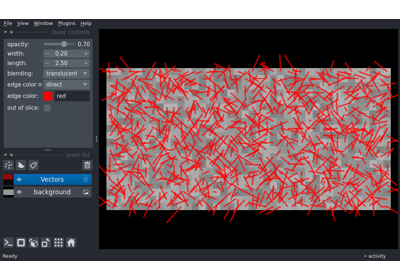 File View Window Plugins Help
layer controls
opacity: 0.70
width: 0.20
length: 2.50
blending: translucent
edge color m direct
edge color: red
out of slice:
layer list
Vectors
background
Ready
activity